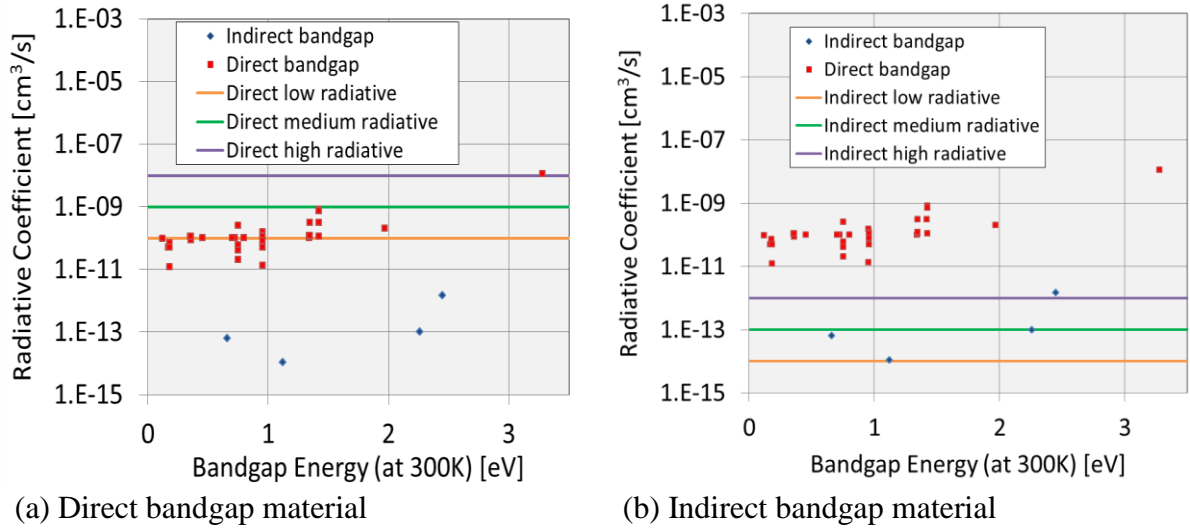 1.E-03
1.E-05
1.E-07
1.E-09
1.E-11
1.E-13
1.E-15
Radiative Coefficient [cm³/s]
Indirect bandgap
Direct bandgap
Direct low radiative
Direct medium radiative
Direct high radiative
0 1 2 3
Bandgap Energy (at 300K) [eV]
(a) Direct bandgap material
1.E-03
1.E-05
1.E-07
1.E-09
1.E-11
1.E-13
1.E-15
Radiative Coefficient [cm³/s]
Indirect bandgap
Direct bandgap
Indirect low radiative
Indirect medium radiative
Indirect high radiative
0 1 2 3
Bandgap Energy (at 300K) [eV]
(b) Indirect bandgap material